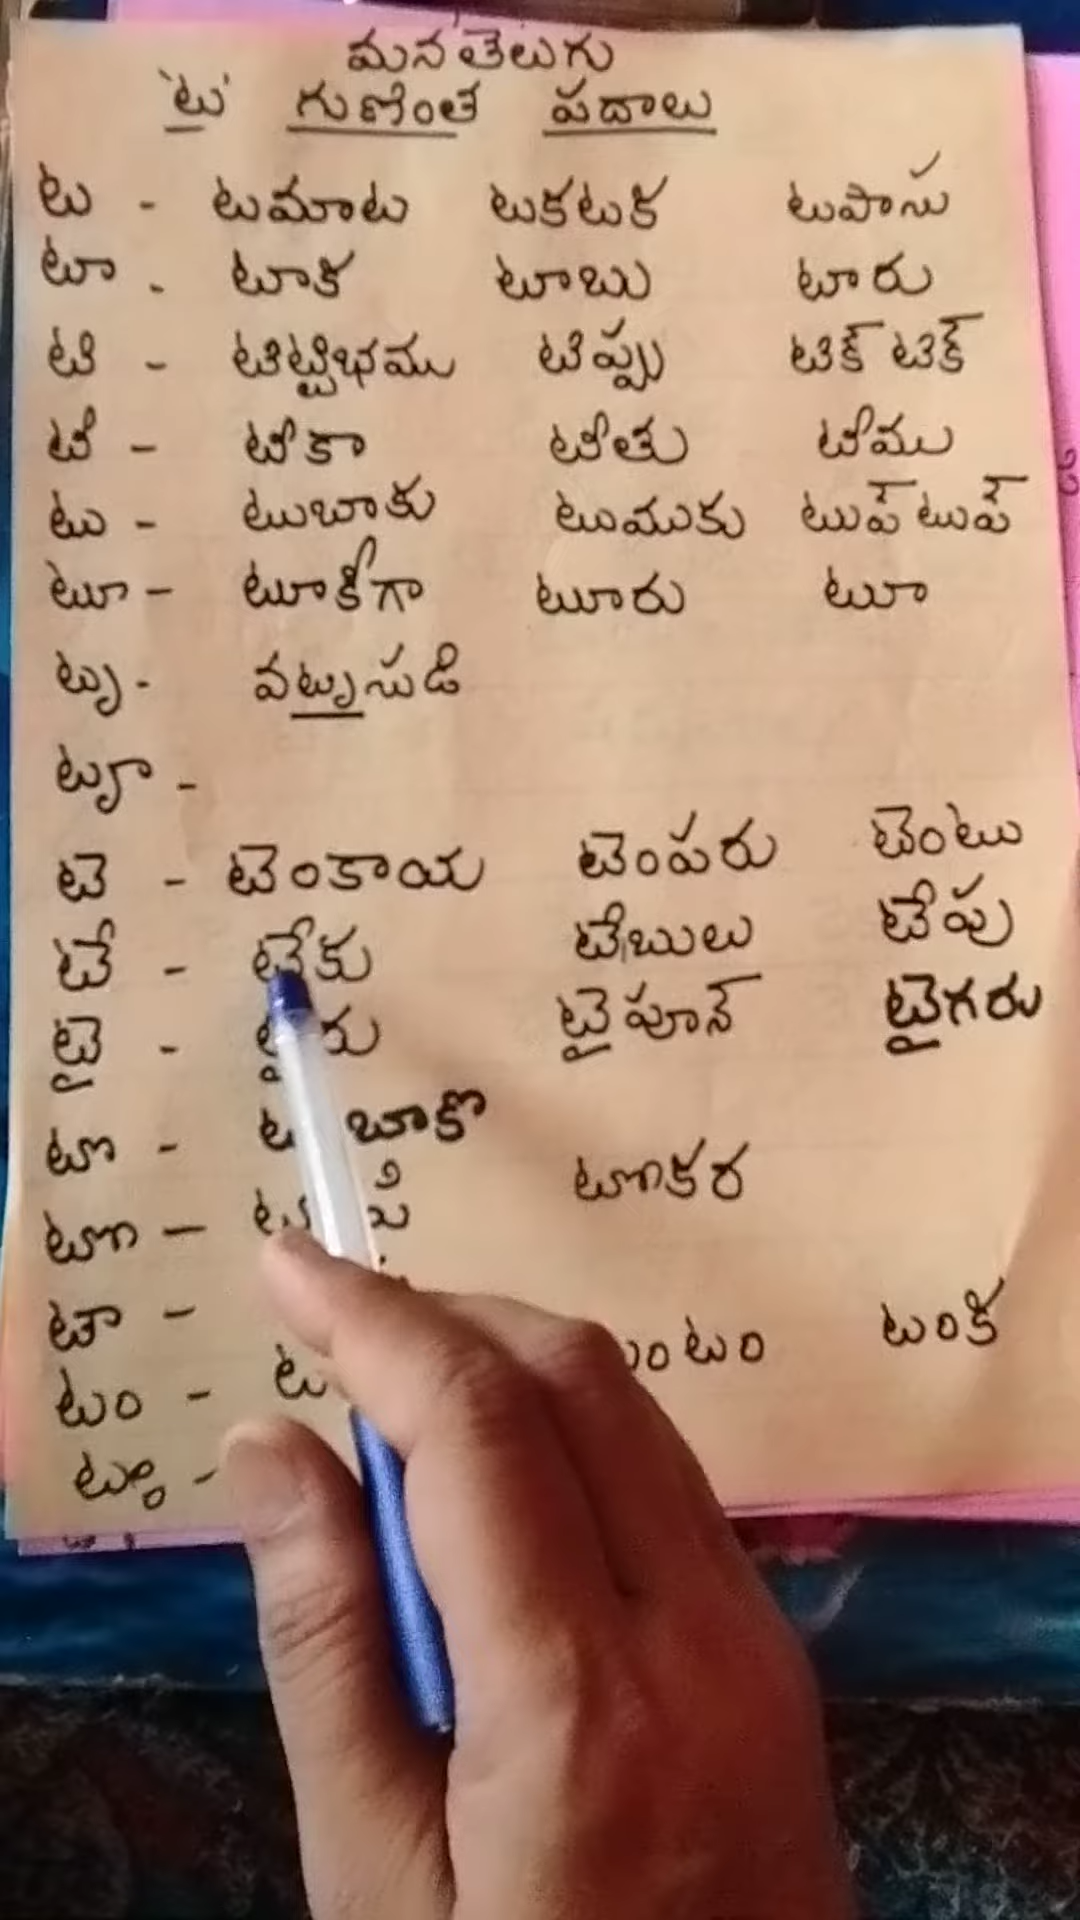 మన తెలుగు
'ట' గుణింత పదాలు
ట - టమాట టకటక టపాసు
టా - టాకి టాబు టారు
టి - టిట్టిభము టిప్పు టిక్ టిక్
టీ - టీకా టీతు టీము
టు - టుబాకు టుముకు టుప్ టుప్
టూ - టూకీగా టూరు టూ
టృ - వట్రుసుడి
టౄ -
టె - టెంకాయ టెంపరు టెంటు
టే - టేకు టేబులు టేపు
టై - టైపూన్ టైగరు
టొ -
టో - టోకర
టౌ -
టం - టం టంకి
టః -